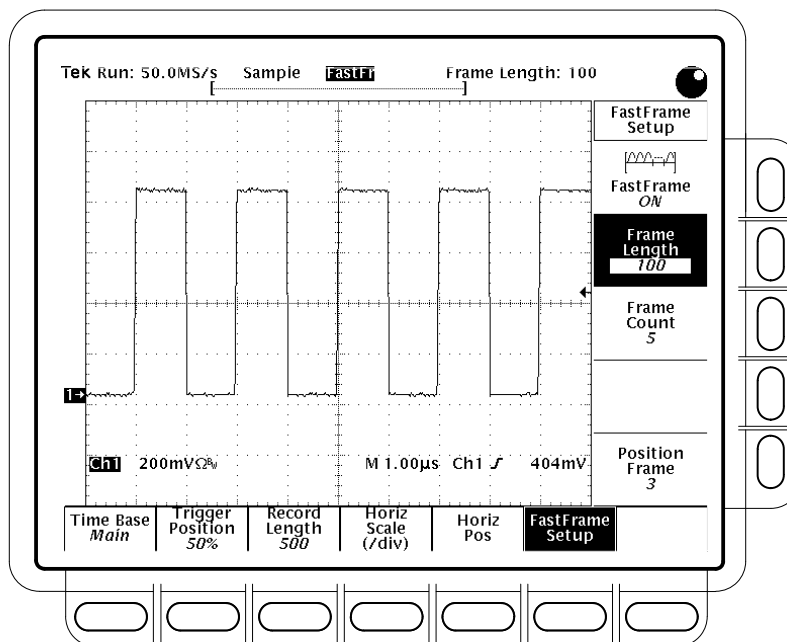 Tek Run: 50.0MS/s Sample FastFr Frame Length: 100
FastFrame
Setup
FastFrame
ON
Frame
Length
100
Frame
Count
5
1
Position
Frame
3
Ch1 200mVΩBW M 1.00µs Ch1 404mV
Time Base
Main
Trigger
Position
50%
Record
Length
500
Horiz
Scale
(/div)
Horiz
Pos
FastFrame
Setup